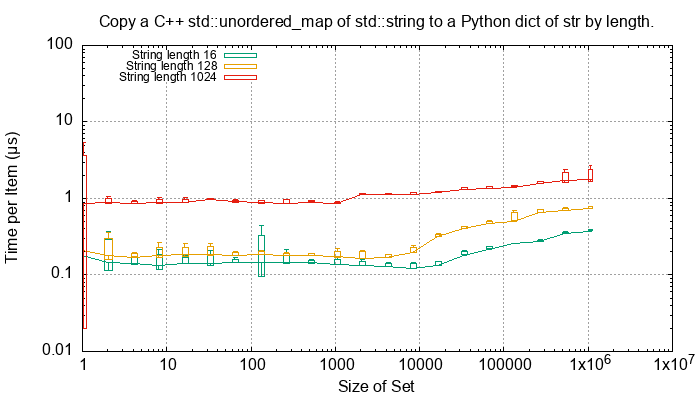 Copy a C++ std::unordered_map of std::string to a Python dict of str by length.
100
10
1
0.1
0.01
Time per Item (µs)
String length 16
String length 128
String length 1024
1
10
100
1000
10000
100000
1x10⁶
1x10⁷
Size of Set